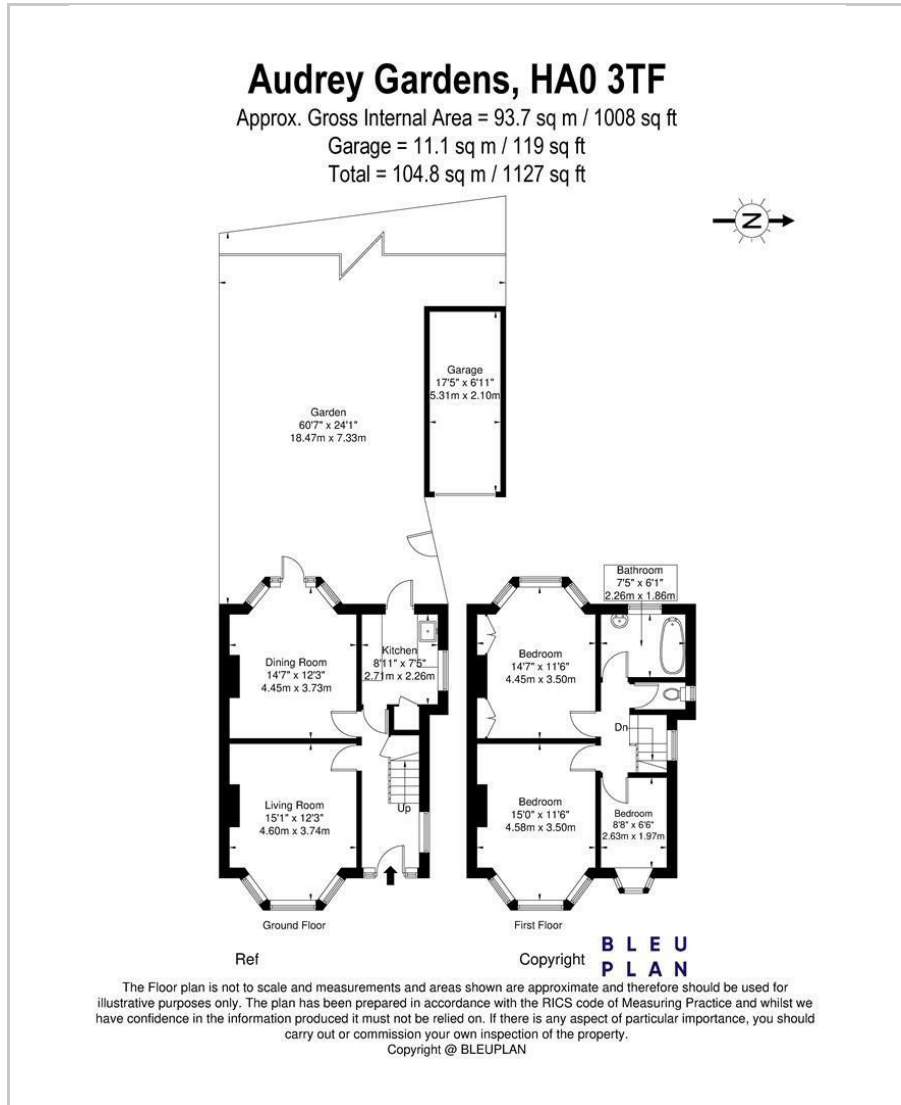 Audrey Gardens, HA0 3TF
Approx. Gross Internal Area = 93.7 sq m / 1008 sq ft
Garage = 11.1 sq m / 119 sq ft
Total = 104.8 sq m / 1127 sq ft
N
Garage
17'5" x 6'11"
5.31m x 2.10m
Garden
60'7" x 24'1"
18.47m x 7.33m
Dining Room
14'7" x 12'3"
4.45m x 3.73m
Kitchen
8'11" x 7'5"
2.71m x 2.26m
Living Room
15'1" x 12'3"
4.60m x 3.74m
Up
Ground Floor
Bathroom
7'5" x 6'1"
2.26m x 1.86m
Bedroom
14'7" x 11'6"
4.45m x 3.50m
Dn
Bedroom
15'0" x 11'6"
4.58m x 3.50m
Bedroom
8'8" x 6'6"
2.63m x 1.97m
First Floor
Ref
Copyright
BLEU
PLAN
The Floor plan is not to scale and measurements and areas shown are approximate and therefore should be used for
illustrative purposes only. The plan has been prepared in accordance with the RICS code of Measuring Practice and whilst we
have confidence in the information produced it must not be relied on. If there is any aspect of particular importance, you should
carry out or commission your own inspection of the property.
Copyright @ BLEUPLAN